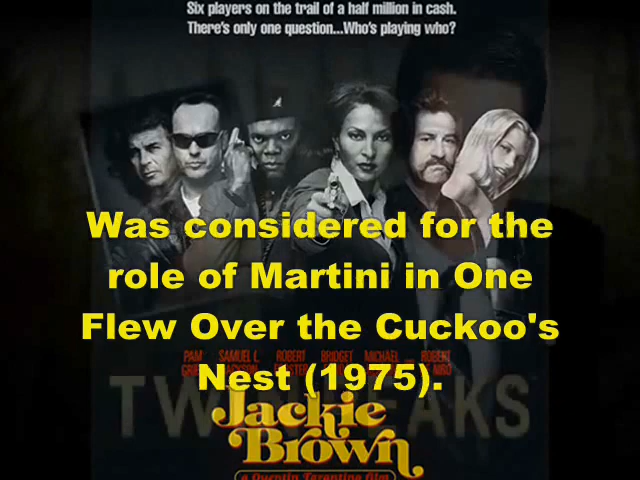 Six players on the trail of a half million in cash.
There's only one question...Who's playing who?
Was considered for the
role of Martini in One
Flew Over the Cuckoo's
Nest (1975).
PAM SAMUEL L. ROBERT BRIDGET MICHAEL ROBERT
Jackie
Brown
a Quentin Tarantino film